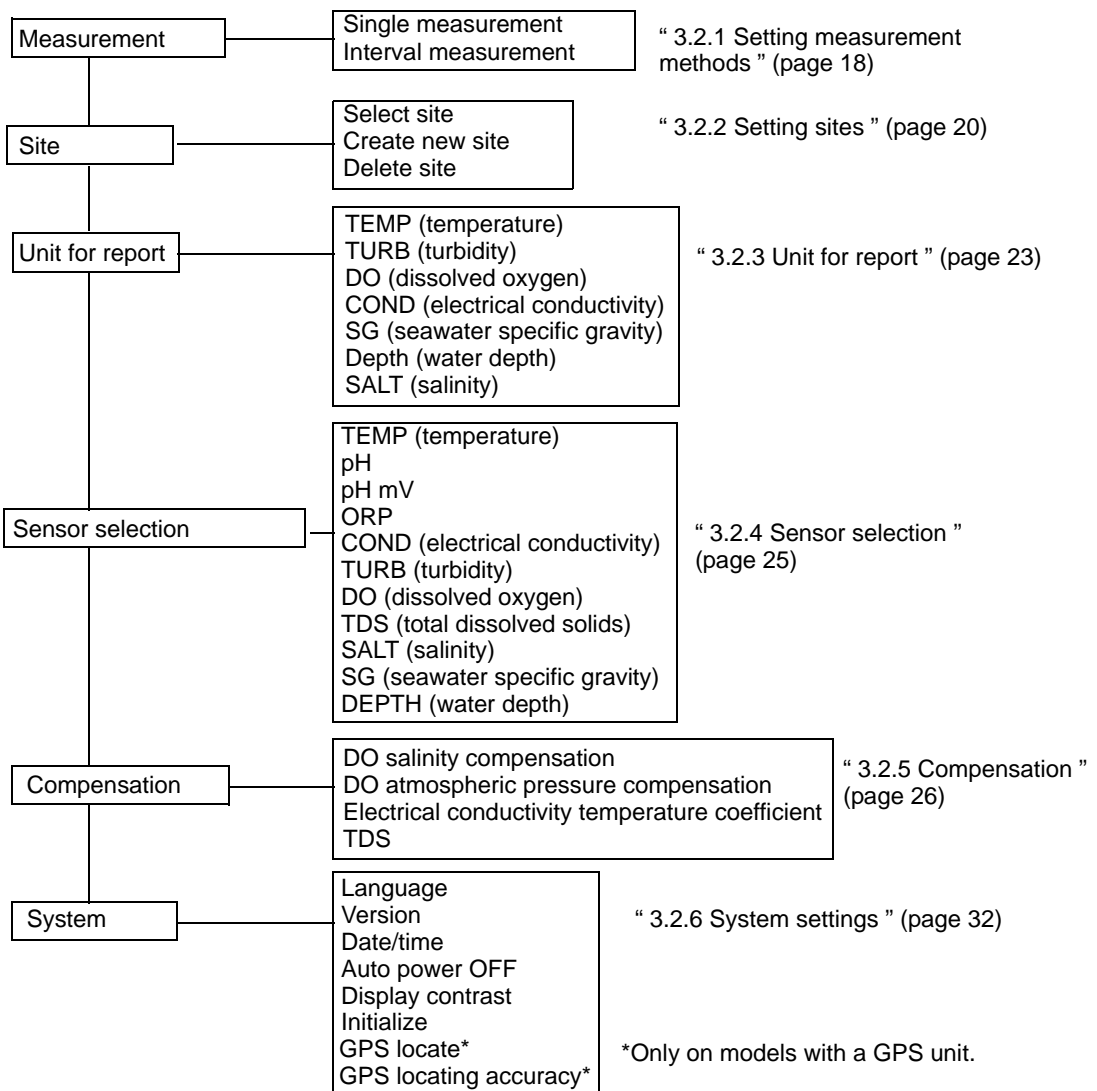 Measurement
Single measurement
Interval measurement
“ 3.2.1 Setting measurement
methods ” (page 18)
Site
Select site
Create new site
Delete site
“ 3.2.2 Setting sites ” (page 20)
Unit for report
TEMP (temperature)
TURB (turbidity)
DO (dissolved oxygen)
COND (electrical conductivity)
SG (seawater specific gravity)
Depth (water depth)
SALT (salinity)
“ 3.2.3 Unit for report ” (page 23)
Sensor selection
TEMP (temperature)
pH
pH mV
ORP
COND (electrical conductivity)
TURB (turbidity)
DO (dissolved oxygen)
TDS (total dissolved solids)
SALT (salinity)
SG (seawater specific gravity)
DEPTH (water depth)
“ 3.2.4 Sensor selection ”
(page 25)
Compensation
DO salinity compensation
DO atmospheric pressure compensation
Electrical conductivity temperature coefficient
TDS
“ 3.2.5 Compensation ”
(page 26)
System
Language
Version
Date/time
Auto power OFF
Display contrast
Initialize
GPS locate*
GPS locating accuracy*
“ 3.2.6 System settings ” (page 32)
*Only on models with a GPS unit.